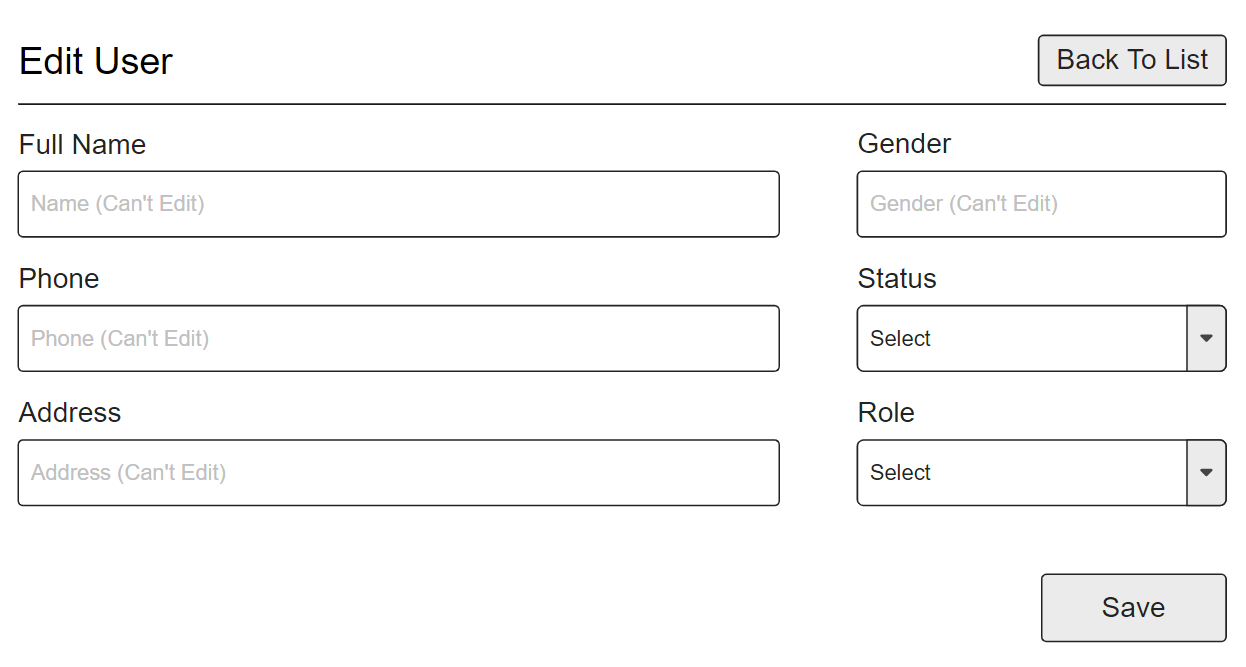 Edit User
Back To List
Full Name
Gender
Name (Can't Edit)
Gender (Can't Edit)
Phone
Status
Phone (Can't Edit)
Select
Address
Role
Address (Can't Edit)
Select
Save